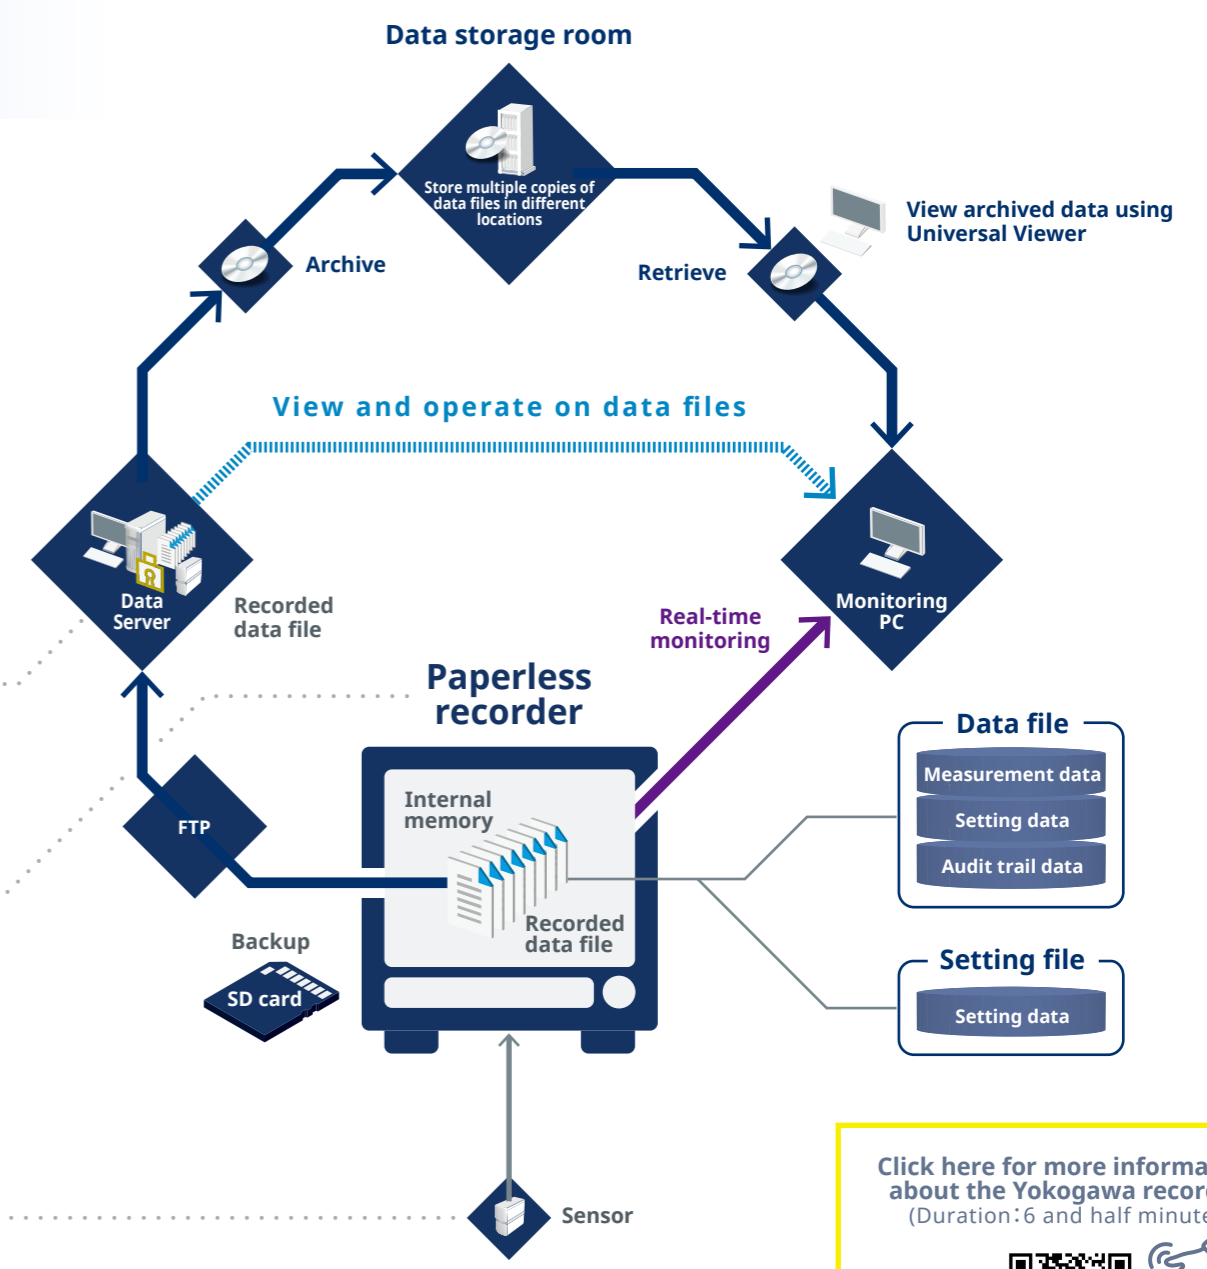 Data storage room
Store multiple copies of
data files in different
locations
View archived data using
Universal Viewer
Archive
Retrieve
View and operate on data files
Data
Server
Recorded
data file
Real-time
monitoring
Monitoring
PC
Paperless
recorder
Data file
Measurement data
Setting data
Audit trail data
Internal
memory
FTP
Recorded
data file
Backup
SD card
Setting file
Setting data
Sensor
Click here for more informa
about the Yokogawa recor
(Duration：6 and half minute